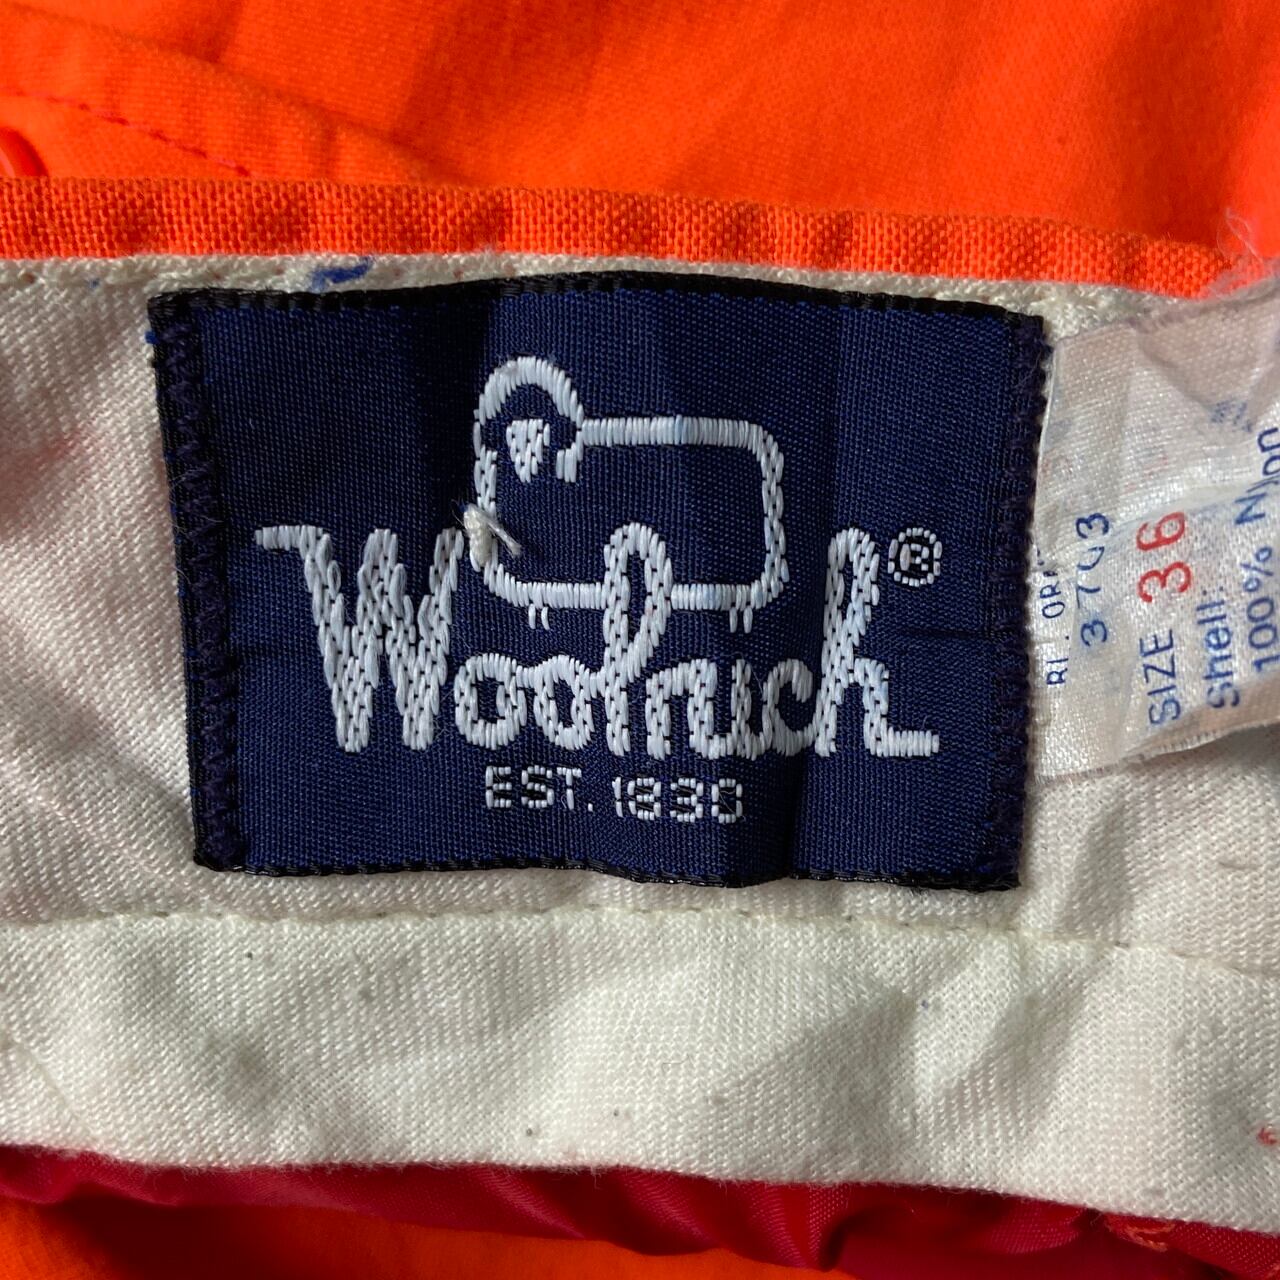 Woolrich®
EST. 1830
3703
SIZE 36
Shell:
100% Nylon